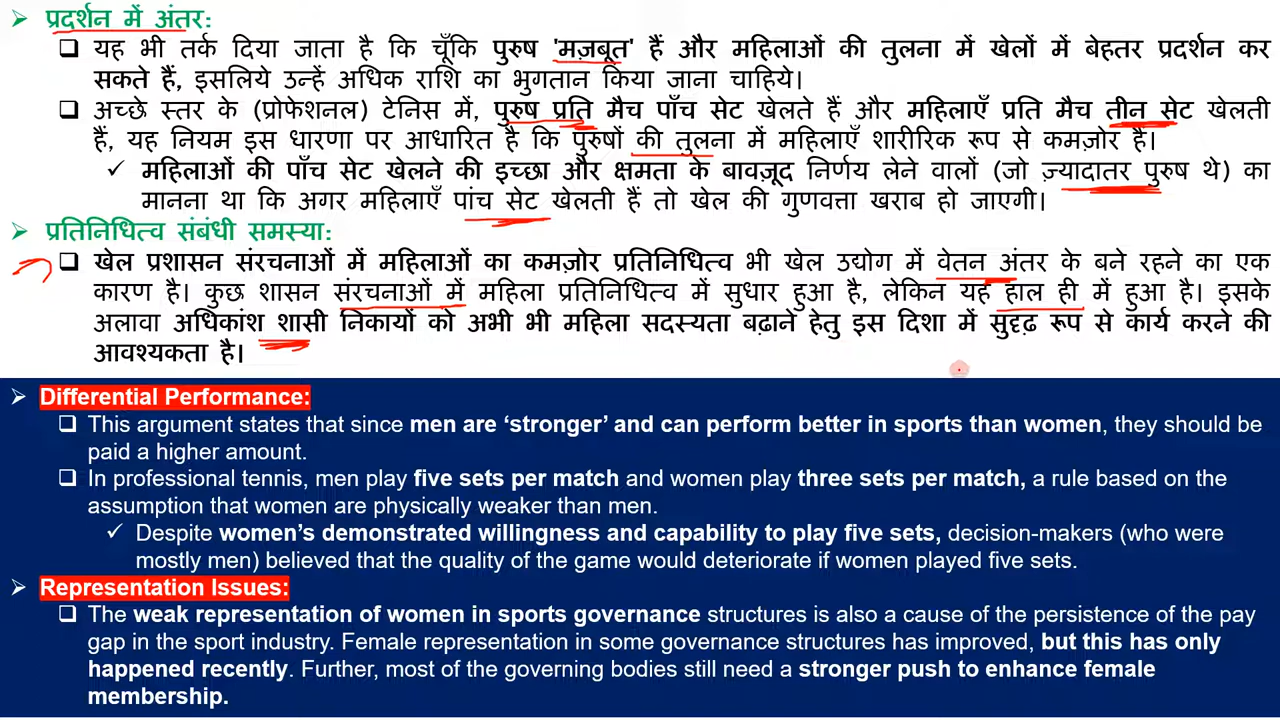 ➢ प्रदर्शन में अंतर:
❑ यह भी तर्क दिया जाता है कि चूँकि पुरुष 'मज़बूत' हैं और महिलाओं की तुलना में खेलों में बेहतर प्रदर्शन कर
सकते हैं, इसलिये उन्हें अधिक राशि का भुगतान किया जाना चाहिये।
❑ अच्छे स्तर के (प्रोफेशनल) टेनिस में, पुरुष प्रति मैच पाँच सेट खेलते हैं और महिलाएँ प्रति मैच तीन सेट खेलती
हैं, यह नियम इस धारणा पर आधारित है कि पुरुषों की तुलना में महिलाएँ शारीरिक रूप से कमज़ोर हैं।
✓ महिलाओं की पाँच सेट खेलने की इच्छा और क्षमता के बावज़ूद निर्णय लेने वालों (जो ज़्यादातर पुरुष थे) का
मानना था कि अगर महिलाएँ पांच सेट खेलती हैं तो खेल की गुणवत्ता खराब हो जाएगी।
➢ प्रतिनिधित्व संबंधी समस्या:
❑ खेल प्रशासन संरचनाओं में महिलाओं का कमज़ोर प्रतिनिधित्व भी खेल उद्योग में वेतन अंतर के बने रहने का एक
कारण है। कुछ शासन संरचनाओं में महिला प्रतिनिधित्व में सुधार हुआ है, लेकिन यह हाल ही में हुआ है। इसके
अलावा अधिकांश शासी निकायों को अभी भी महिला सदस्यता बढ़ाने हेतु इस दिशा में सुदृढ़ रूप से कार्य करने की
आवश्यकता है।
➢ Differential Performance:
❑ This argument states that since men are ‘stronger’ and can perform better in sports than women, they should be
paid a higher amount.
❑ In professional tennis, men play five sets per match and women play three sets per match, a rule based on the
assumption that women are physically weaker than men.
✓ Despite women’s demonstrated willingness and capability to play five sets, decision-makers (who were
mostly men) believed that the quality of the game would deteriorate if women played five sets.
➢ Representation Issues:
❑ The weak representation of women in sports governance structures is also a cause of the persistence of the pay
gap in the sport industry. Female representation in some governance structures has improved, but this has only
happened recently. Further, most of the governing bodies still need a stronger push to enhance female
membership.